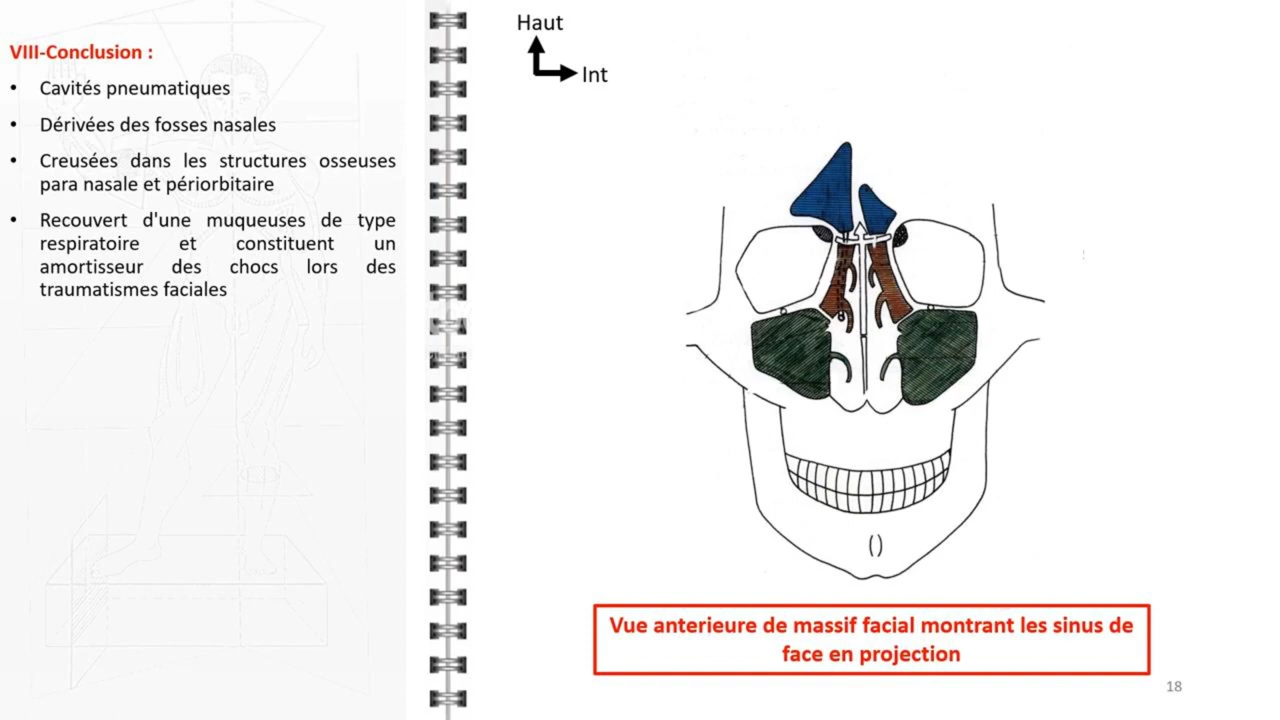 VIII-Conclusion :
• Cavités pneumatiques
• Dérivées des fosses nasales
• Creusées dans les structures osseuses
para nasale et périorbitaire
• Recouvert d'une muqueuses de type
respiratoire et constituent un
amortisseur des chocs lors des
traumatismes faciales
Haut
Int
Vue anterieure de massif facial montrant les sinus de
face en projection
18